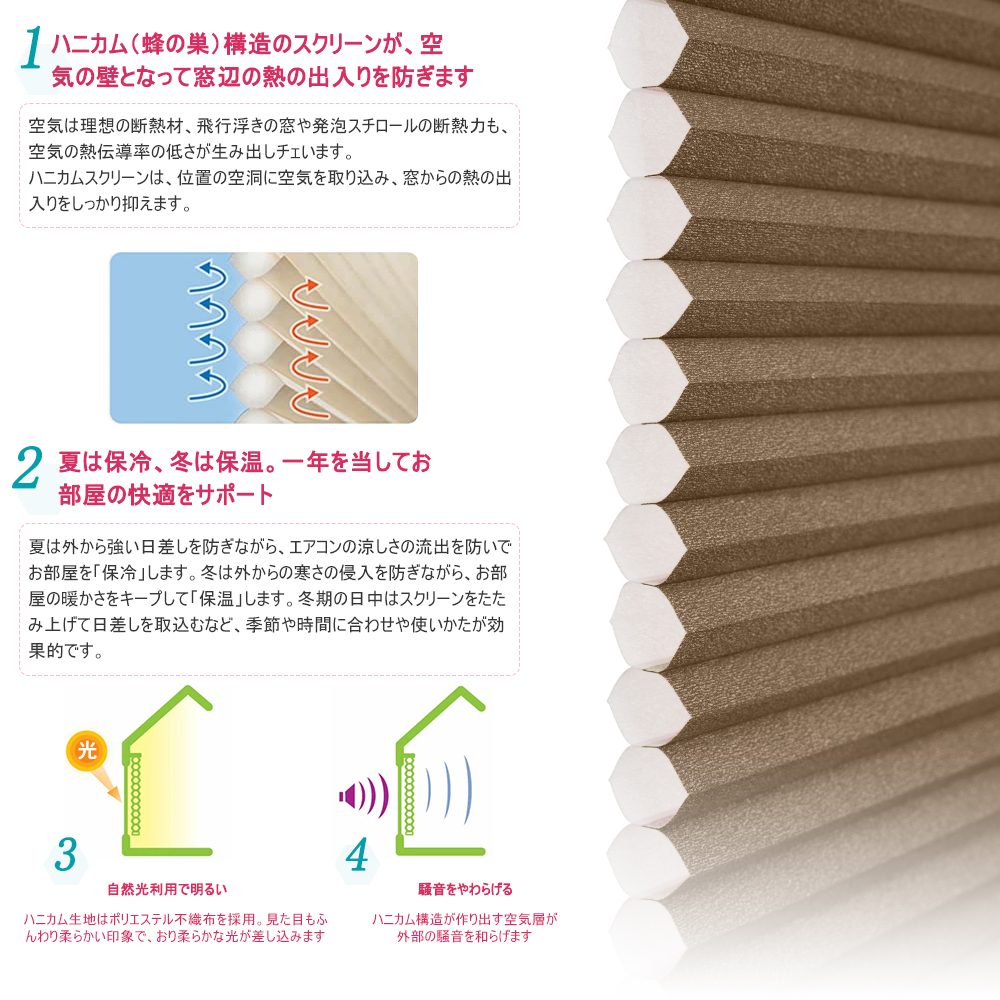 1
ハニカム（蜂の巣）構造のスクリーンが、空
気の壁となって窓辺の熱の出入りを防ぎます
空気は理想の断熱材、飛行浮きの窓や発泡スチロールの断熱力も、
空気の熱伝導率の低さが生み出しチェいます。
ハニカムスクリーンは、位置の空洞に空気を取り込み、窓からの熱の出
入りをしっかり抑えます。
2
夏は保冷、冬は保温。一年を当してお
部屋の快適をサポート
夏は外から強い日差しを防ぎながら、エアコンの涼しさの流出を防いで
お部屋を「保冷」します。冬は外からの寒さの侵入を防ぎながら、お部
屋の暖かさをキープして「保温」します。冬期の日中はスクリーンをたた
み上げて日差しを取込むなど、季節や時間に合わせや使いかたが効
果的です。
光
3
自然光利用で明るい
ハニカム生地はポリエステル不織布を採用。見た目もふ
んわり柔らかい印象で、おり柔らかな光が差し込みます
4
騒音をやわらげる
ハニカム構造が作り出す空気層が
外部の騒音を和らげます